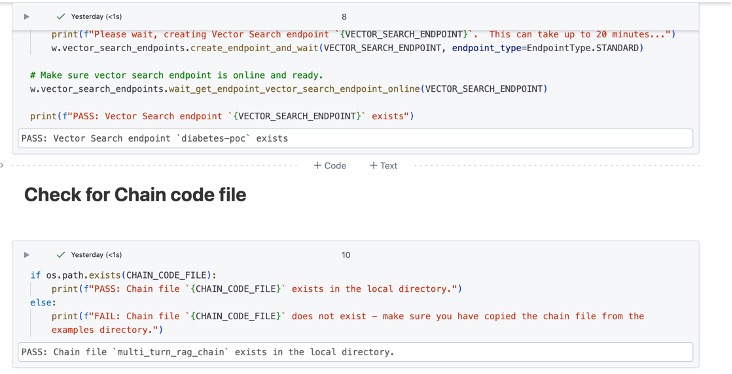 Yesterday (<1s)
8
print(f"Please wait, creating Vector Search endpoint `{VECTOR_SEARCH_ENDPOINT}`.  This can take up to 20 minutes...")
w.vector_search_endpoints.create_endpoint_and_wait(VECTOR_SEARCH_ENDPOINT, endpoint_type=EndpointType.STANDARD)
# Make sure vector search endpoint is online and ready.
w.vector_search_endpoints.wait_get_endpoint_vector_search_endpoint_online(VECTOR_SEARCH_ENDPOINT)
print(f"PASS: Vector Search endpoint `{VECTOR_SEARCH_ENDPOINT}` exists")
PASS: Vector Search endpoint `diabetes-poc` exists
+ Code
+ Text
Check for Chain code file
Yesterday (<1s)
10
if os.path.exists(CHAIN_CODE_FILE):
print(f"PASS: Chain file `{CHAIN_CODE_FILE}` exists in the local directory.")
else:
print(f"FAIL: Chain file `{CHAIN_CODE_FILE}` does not exist – make sure you have copied the chain file from the
examples directory.")
PASS: Chain file `multi_turn_rag_chain` exists in the local directory.